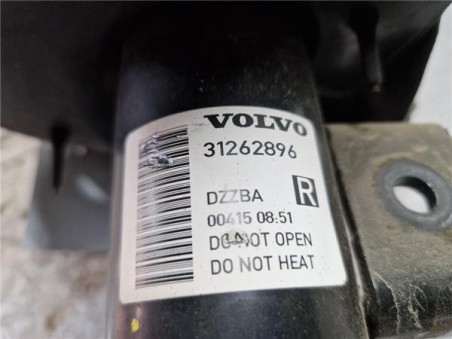 VOLVO
31262896
DZZBA R
00415 08:51
DO NOT OPEN
DO NOT HEAT